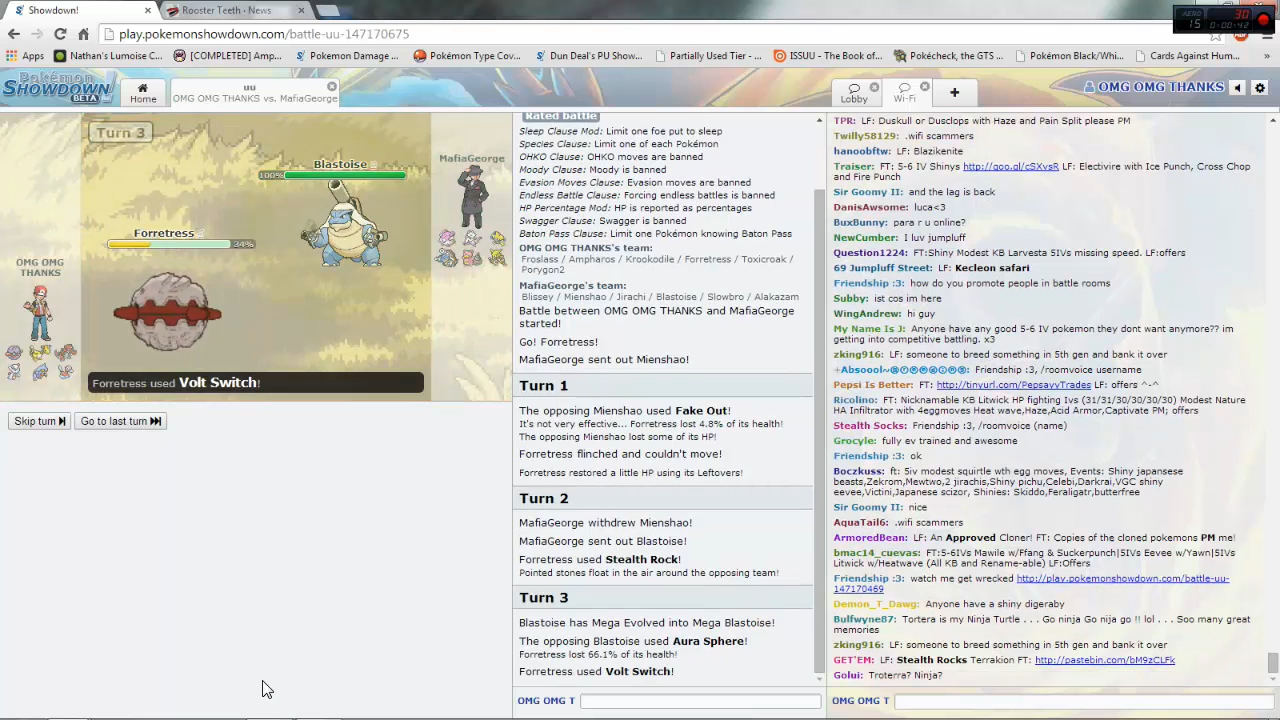 Showdown!
Rooster Teeth · News
play.pokemonshowdown.com/battle-uu-147170675
Apps
Nathan's Lumoise C...
[COMPLETED] Amp...
Pokemon Damage ...
Pokémon Type Cov...
Dun Deal's PU Show...
Partially Used Tier - ...
ISSUU - The Book of...
Pokécheck, the GTS ...
Pokémon Black/Whi...
Cards Against Hum...
AERO
15
30
0:00:42
Pokémon
SHOWDOWN
BETA
Home
uu
OMG OMG THANKS vs. MafiaGeorge
Lobby
Wi-Fi
OMG OMG THANKS
Turn 3
Blastoise
100%
MafiaGeorge
Forretress
34%
OMG OMG
THANKS
Forretress used Volt Switch!
Skip turn
Go to last turn
Rated battle
Sleep Clause Mod: Limit one foe put to sleep
Species Clause: Limit one of each Pokémon
OHKO Clause: OHKO moves are banned
Moody Clause: Moody is banned
Evasion Moves Clause: Evasion moves are banned
Endless Battle Clause: Forcing endless battles is banned
HP Percentage Mod: HP is reported as percentages
Swagger Clause: Swagger is banned
Baton Pass Clause: Limit one Pokémon knowing Baton Pass
OMG OMG THANKS's team:
Froslass / Ampharos / Krookodile / Forretress / Toxicroak /
Porygon2
MafiaGeorge's team:
Blissey / Mienshao / Jirachi / Blastoise / Slowbro / Alakazam
Battle between OMG OMG THANKS and MafiaGeorge
started!
Go! Forretress!
MafiaGeorge sent out Mienshao!
Turn 1
The opposing Mienshao used Fake Out!
It's not very effective... Forretress lost 4.8% of its health!
The opposing Mienshao lost some of its HP!
Forretress flinched and couldn't move!
Forretress restored a little HP using its Leftovers!
Turn 2
MafiaGeorge withdrew Mienshao!
MafiaGeorge sent out Blastoise!
Forretress used Stealth Rock!
Pointed stones float in the air around the opposing team!
Turn 3
Blastoise has Mega Evolved into Mega Blastoise!
The opposing Blastoise used Aura Sphere!
Forretress lost 66.1% of its health!
Forretress used Volt Switch!
OMG OMG T
TPR: LF: Duskull or Dusclops with Haze and Pain Split please PM
Twilly58129: .wifi scammers
hanoobftw: LF: Blazikenite
Traiser: FT: 5-6 IV Shinys http://goo.gl/cSXvsR LF: Electivire with Ice Punch, Cross Chop
and Fire Punch
Sir Goomy II: and the lag is back
DanisAwsome: luca<3
BuxBunny: para r u online?
NewCumber: I luv jumpluff
Question1224: FT:Shiny Modest KB Larvesta 5IVs missing speed. LF:offers
69 Jumpluff Street: LF: Kecleon safari
Friendship :3: how do you promote people in battle rooms
Subby: ist cos im here
WingAndrew: hi guy
My Name Is J: Anyone have any good 5-6 IV pokemon they dont want anymore?? im
getting into competitive battling. x3
zking916: LF: someone to breed something in 5th gen and bank it over
Friendship :3, /roomvoice username
Pepsi Is Better: FT: http://tinyurl.com/PepsayyTrades LF: offers ^-^
Ricolino: FT: Nicknamable KB Litwick HP fighting Ivs (31/31/30/30/30/30) Modest Nature
HA Infiltrator with 4eggmoves Heat wave,Haze,Acid Armor,Captivate PM; offers
Stealth Socks: Friendship :3, /roomvoice (name)
Grocyle: fully ev trained and awesome
Friendship :3: ok
Boczkuss: ft: 5iv modest squirtle wth egg moves, Events: Shiny japanese
beasts,Zekrom,Mewtwo,2 jirachis,Shiny pichu,Celebi,Darkrai,VGC shiny
eevee,Victini,Japanese scizor, Shinies: Skiddo,Feraligatr,butterfree
Sir Goomy II: nice
AquaTail6: .wifi scammers
ArmoredBean: LF: An Approved Cloner! FT: Copies of the cloned pokemons PM me!
bmac14_cuevas: FT:5-6IVs Mawile w/Ffang & Suckerpunch|5IVs Eevee w/Yawn|5IVs
Litwick w/Heatwave (All KB and Rename-able) LF:Offers
Friendship :3: watch me get wrecked http://play.pokemonshowdown.com/battle-uu-
147170469
Demon_T_Dawg: Anyone have a shiny digeraby
Bulfwyne87: Tortera is my Ninja Turtle . . . Go ninja Go nija go !! lol . . . Soo many great
memories
zking916: LF: someone to breed something in 5th gen and bank it over
GET'EM: LF: Stealth Rocks Terrakion FT: http://pastebin.com/bM9zCLFk
Golui: Troterra? Ninja?
OMG OMG T